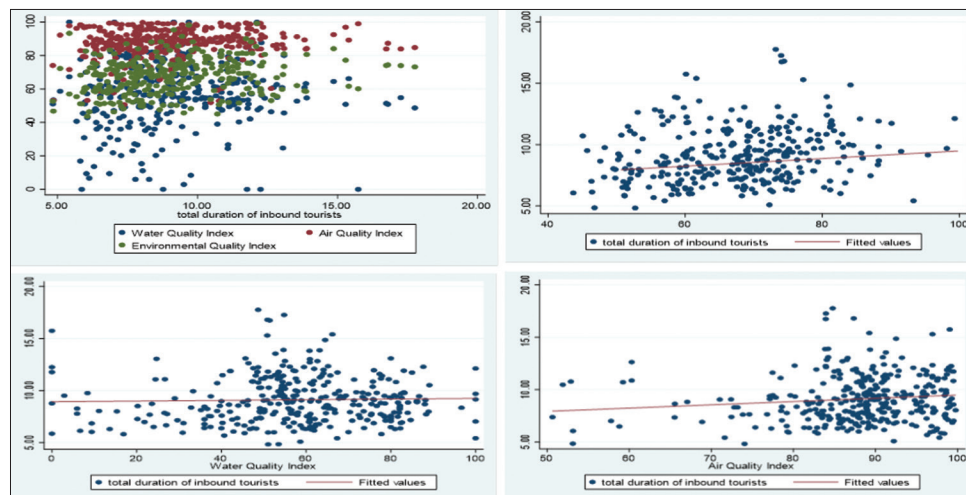 100
80
60
40
20
0
5.00 10.00 15.00 20.00
total duration of inbound tourists
Water Quality Index Air Quality Index
Environmental Quality Index
20.00
15.00
10.00
5.00
40 60 80 100
total duration of inbound tourists Fitted values
20.00
15.00
10.00
5.00
0 20 40 60 80 100
Water Quality Index
total duration of inbound tourists Fitted values
20.00
15.00
10.00
5.00
50 60 70 80 90 100
Air Quality Index
total duration of inbound tourists Fitted values